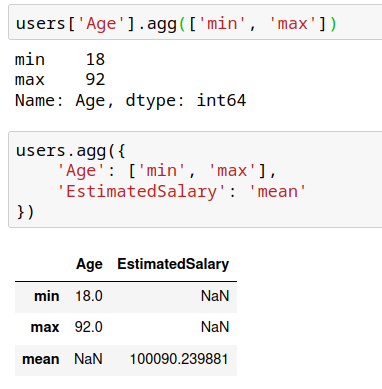 users['Age'].agg(['min', 'max'])
min    18
max    92
Name: Age, dtype: int64
users.agg({
    'Age': ['min', 'max'],
    'EstimatedSalary': 'mean'
})
Age EstimatedSalary
min 18.0 NaN
max 92.0 NaN
mean NaN 100090.239881